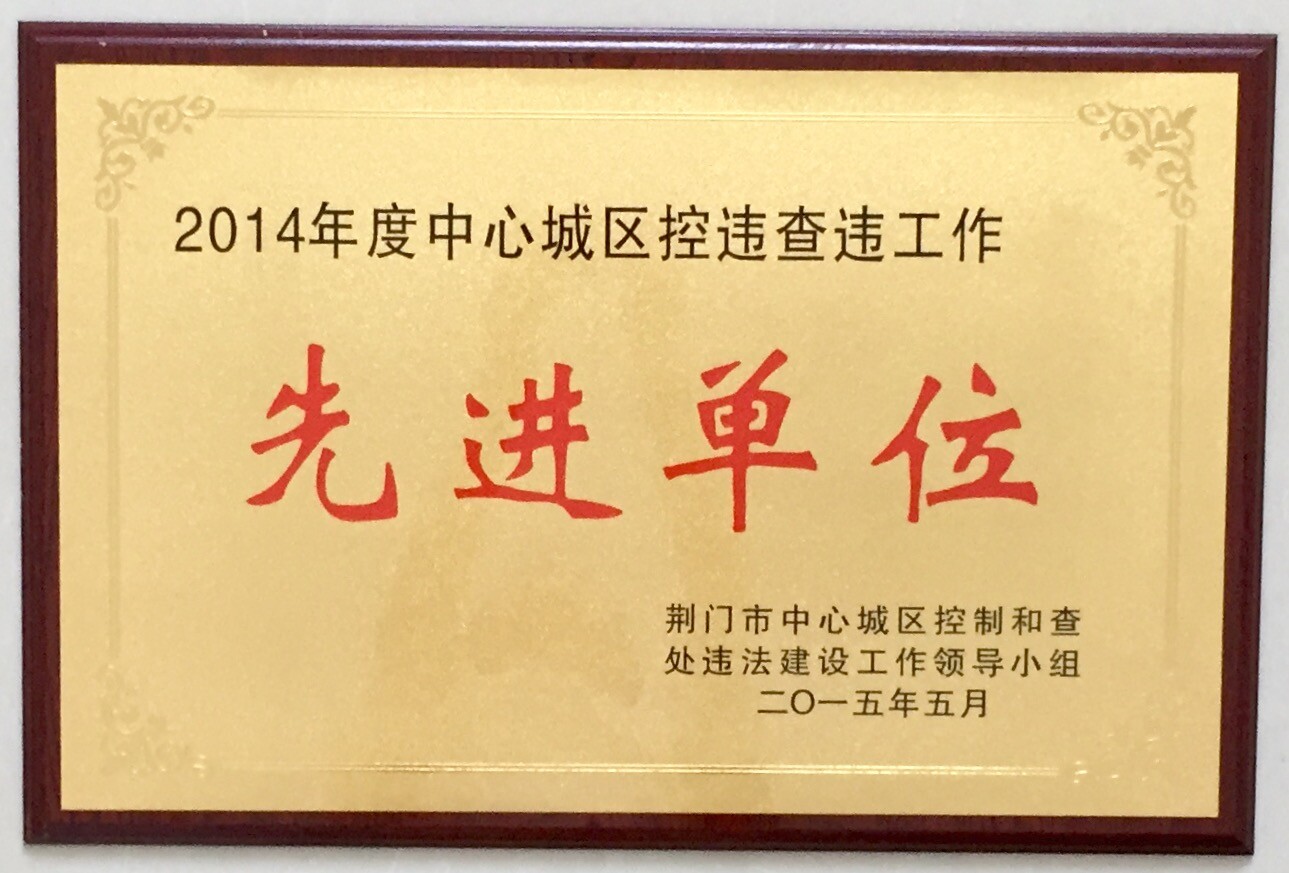 2014年度中心城区控违查违工作
先进单位
荆门市中心城区控制和查
处违法建设工作领导小组
二〇一五年五月